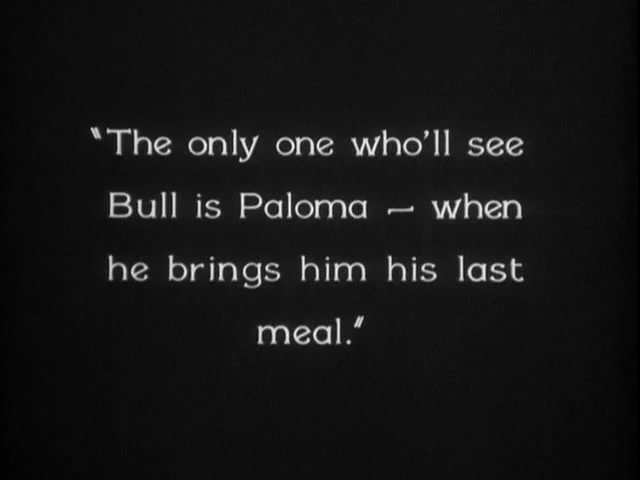 "The only one who'll see
Bull is Paloma — when
he brings him his last
meal."